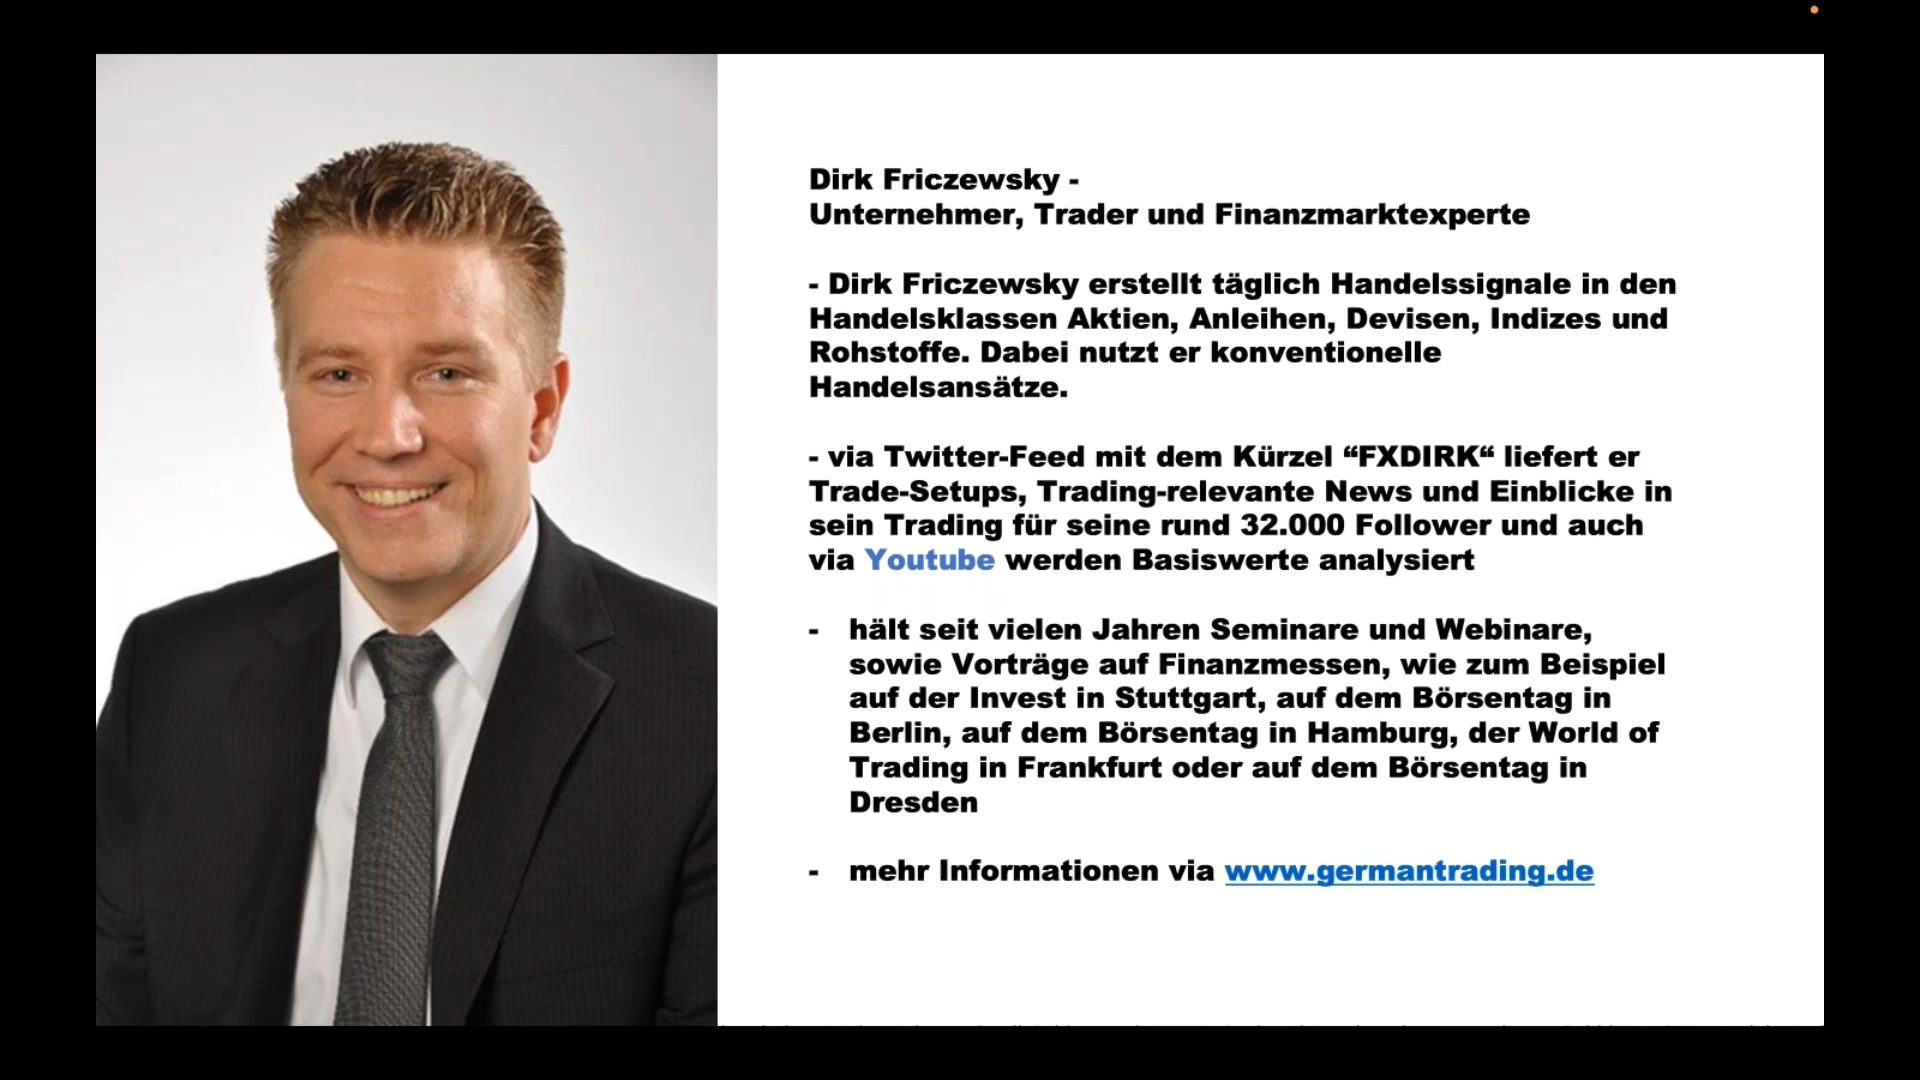 Dirk Friczewsky -
Unternehmer, Trader und Finanzmarktexperte
- Dirk Friczewsky erstellt täglich Handelssignale in den
Handelsklassen Aktien, Anleihen, Devisen, Indizes und
Rohstoffe. Dabei nutzt er konventionelle
Handelsansätze.
- via Twitter-Feed mit dem Kürzel “FXDIRK“ liefert er
Trade-Setups, Trading-relevante News und Einblicke in
sein Trading für seine rund 32.000 Follower und auch
via Youtube werden Basiswerte analysiert
- hält seit vielen Jahren Seminare und Webinare,
sowie Vorträge auf Finanzmessen, wie zum Beispiel
auf der Invest in Stuttgart, auf dem Börsentag in
Berlin, auf dem Börsentag in Hamburg, der World of
Trading in Frankfurt oder auf dem Börsentag in
Dresden
- mehr Informationen via www.germantrading.de